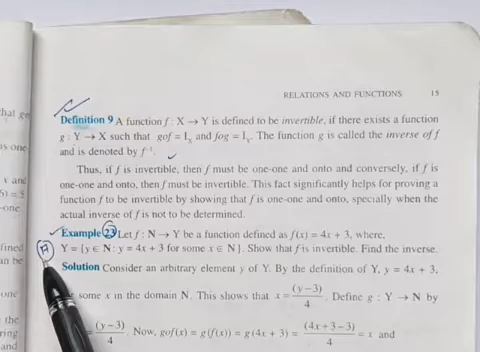 RELATIONS AND FUNCTIONS 15
Definition 9 A function f : X → Y is defined to be invertible, if there exists a function
g : Y → X such that gof = Iₓ and fog = Iᵧ. The function g is called the inverse of f
and is denoted by f⁻¹.
Thus, if f is invertible, then f must be one-one and onto and conversely, if f is
one-one and onto, then f must be invertible. This fact significantly helps for proving
a function f to be invertible by showing that f is one-one and onto, specially when the
actual inverse of f is not to be determined.
Example 23 Let f : N → Y be a function defined as f(x) = 4x + 3, where,
Y = {y ∈ N : y = 4x + 3 for some x ∈ N}. Show that f is invertible. Find the inverse.
Solution Consider an arbitrary element y of Y. By the definition of Y, y = 4x + 3,
some x in the domain N. This shows that x = (y−3)/4. Define g : Y → N by
= (y−3)/4. Now, gof(x) = g(f(x)) = g(4x + 3) = (4x+3−3)/4 = x and